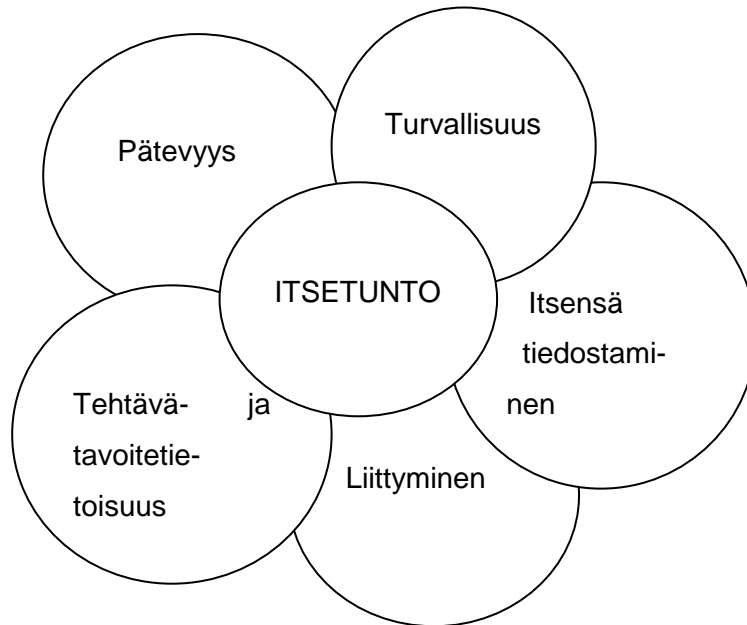 Pätevyys
Turvallisuus
ITSETUNTO
Itsensä
tiedostami-
nen
Tehtävä- ja
tavoitetie-
toisuus
Liittyminen